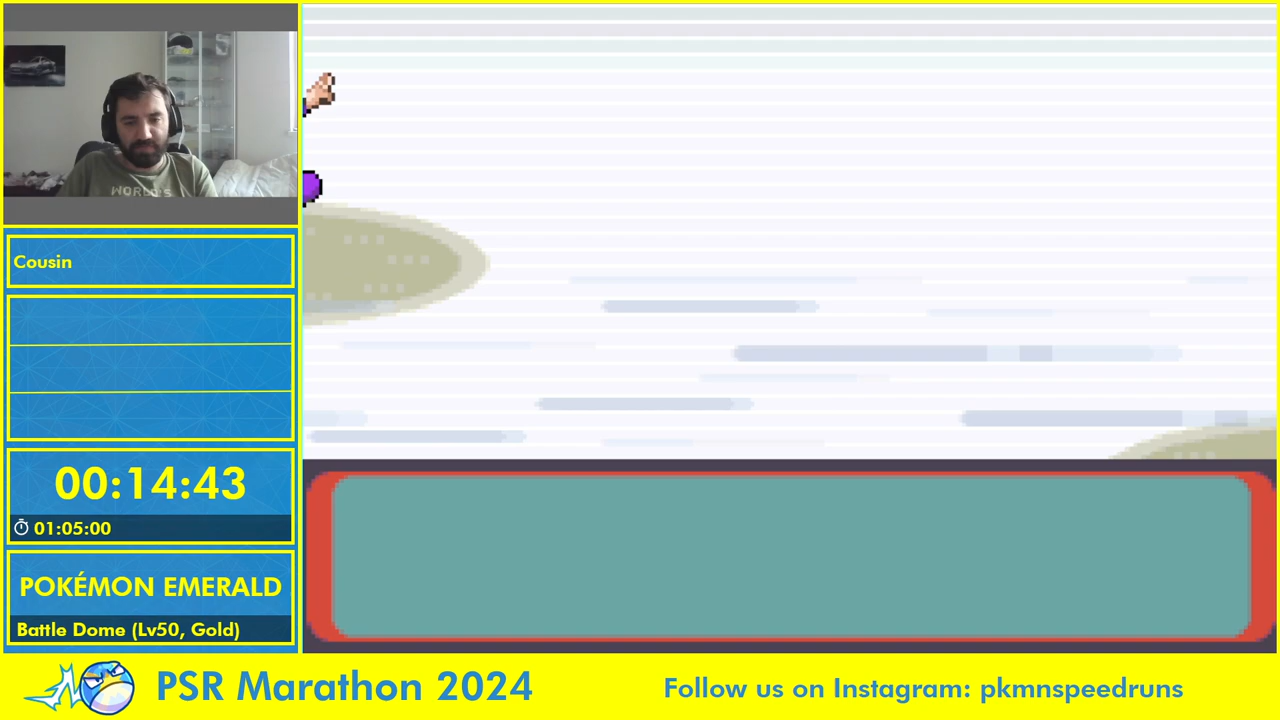 WORLD'S
Cousin
00:14:43
01:05:00
POKÉMON EMERALD
Battle Dome (Lv50, Gold)
PSR Marathon 2024
Follow us on Instagram: pkmnspeedruns